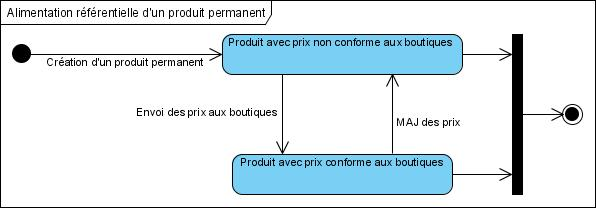 Alimentation référentielle d'un produit permanent
Produit avec prix non conforme aux boutiques
Création d'un produit permanent
Envoi des prix aux boutiques
MAJ des prix
Produit avec prix conforme aux boutiques